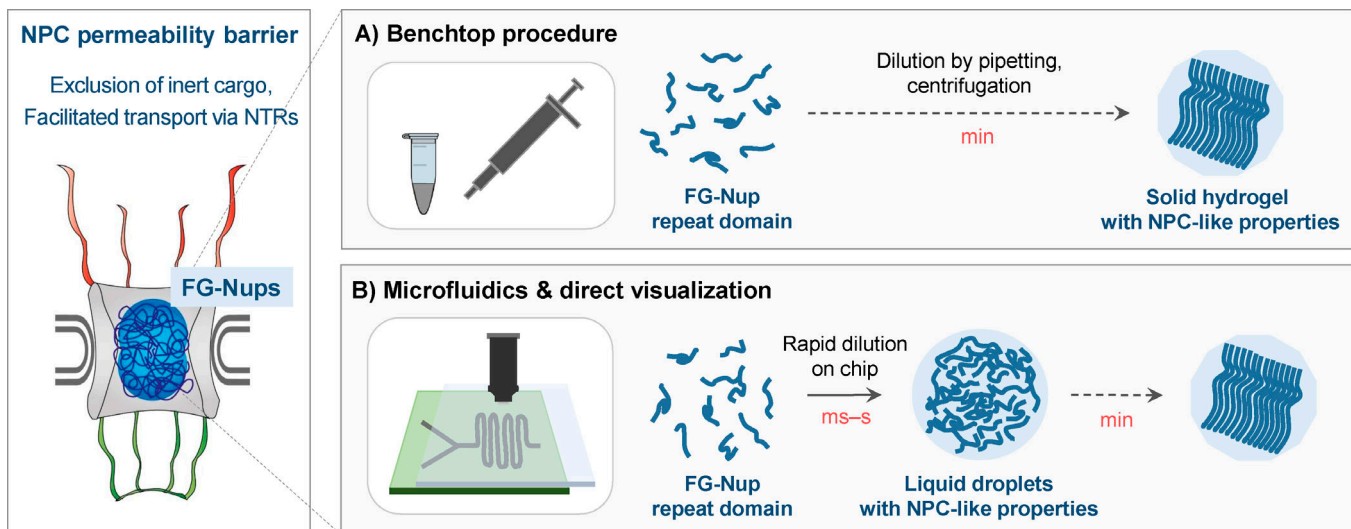 NPC permeability barrier
Exclusion of inert cargo,
Facilitated transport via NTRs
FG-Nups
A) Benchtop procedure
FG-Nup
repeat domain
Dilution by pipetting,
centrifugation
min
Solid hydrogel
with NPC-like properties
B) Microfluidics & direct visualization
FG-Nup
repeat domain
Rapid dilution
on chip
ms–s
Liquid droplets
with NPC-like properties
min